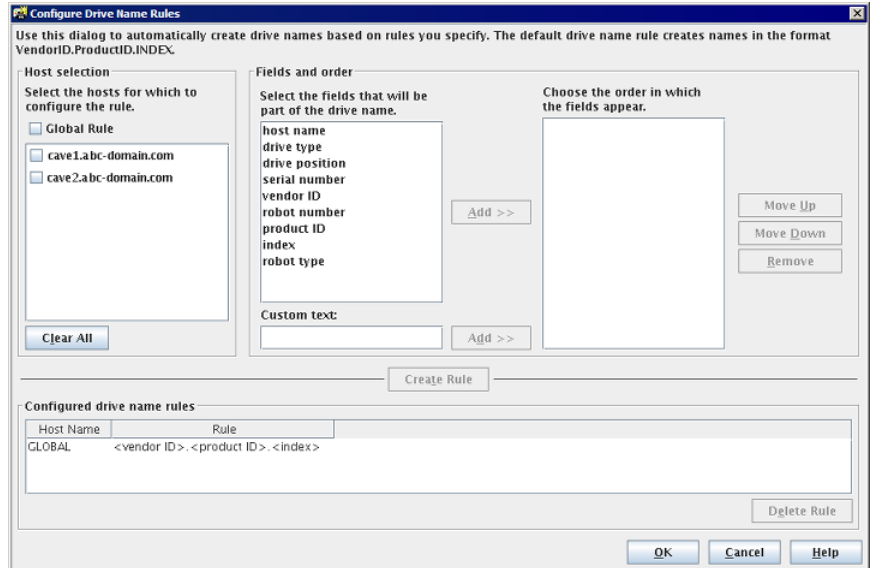 Configure Drive Name Rules
Use this dialog to automatically create drive names based on rules you specify. The default drive name rule creates names in the format
VendorID.ProductID.INDEX.
Host selection
Select the hosts for which to
configure the rule.
Global Rule
cave1.abc-domain.com
cave2.abc-domain.com
Clear All
Fields and order
Select the fields that will be
part of the drive name.
host name
drive type
drive position
serial number
vendor ID
robot number
product ID
index
robot type
Add >>
Custom text:
Add >>
Choose the order in which
the fields appear.
Move Up
Move Down
Remove
Create Rule
Configured drive name rules
Host Name Rule
GLOBAL <vendor ID>.<product ID>.<index>
Delete Rule
OK Cancel Help